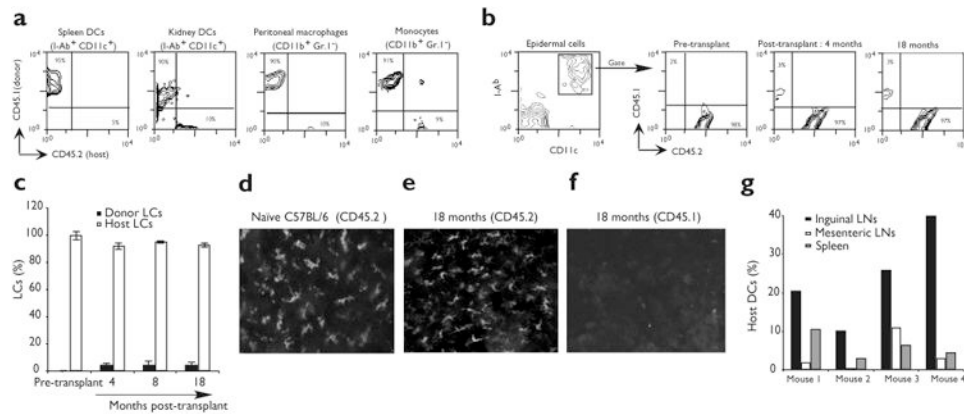 a
Spleen DCs
(I-Ab+ CD11c+)
Kidney DCs
(I-Ab+ CD11c+)
Peritoneal macrophages
(CD11b+ Gr.1-)
Monocytes
(CD11b+ Gr.1-)
CD45.1(donor)
CD45.2 (host)
90%
3%
90%
10%
90%
10%
91%
9%
b
Epidermal cells
Gate
Pre-transplant
Post-transplant : 4 months
18 months
I-Ab
CD11c
CD45.1
CD45.2
2%
98%
3%
97%
3%
97%
c
Donor LCs
Host LCs
LCs (%)
120
100
80
60
40
20
0
Pre-transplant 4 8 18
Months post-transplant
d
Naïve C57BL/6 (CD45.2 )
e
18 months (CD45.2)
f
18 months (CD45.1)
g
Inguinal LNs
Mesenteric LNs
Spleen
Host DCs (%)
40
30
20
10
0
Mouse 1 Mouse 2 Mouse 3 Mouse 4